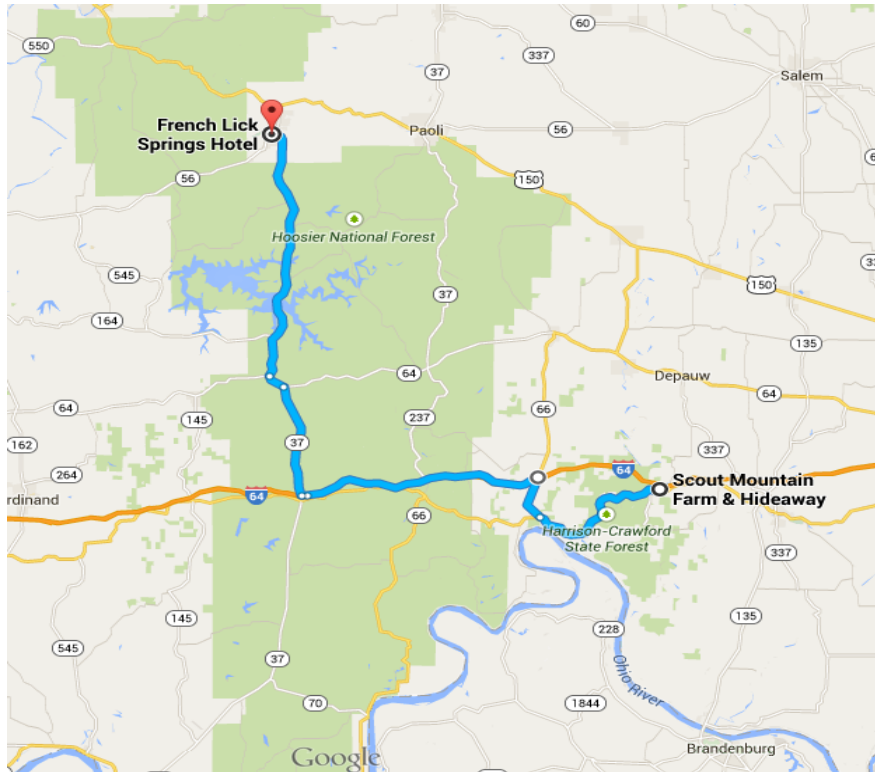 550
60
337
37
Salem
French Lick
Springs Hotel
Paoli
56
56
150
Hoosier National Forest
545
37
150
164
135
64
Depauw
64
64
145
237
66
162
37
337
264
64
64
Scout Mountain
Farm & Hideaway
rdinand
66
Harrison-Crawford
State Forest
337
145
135
228
545
37
Ohio River
70
1844
Google
Brandenburg